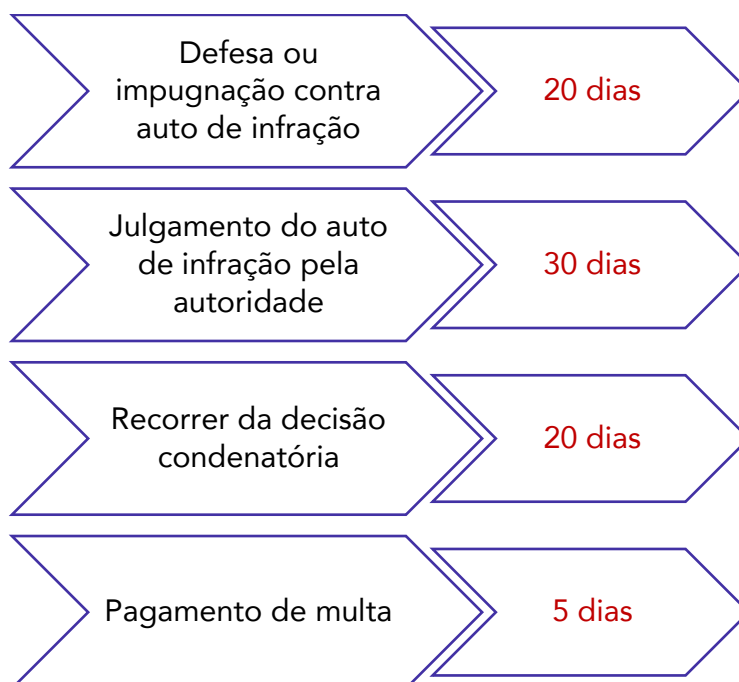 Defesa ou
impugnação contra
auto de infração
20 dias
Julgamento do auto
de infração pela
autoridade
30 dias
Recorrer da decisão
condenatória
20 dias
Pagamento de multa
5 dias